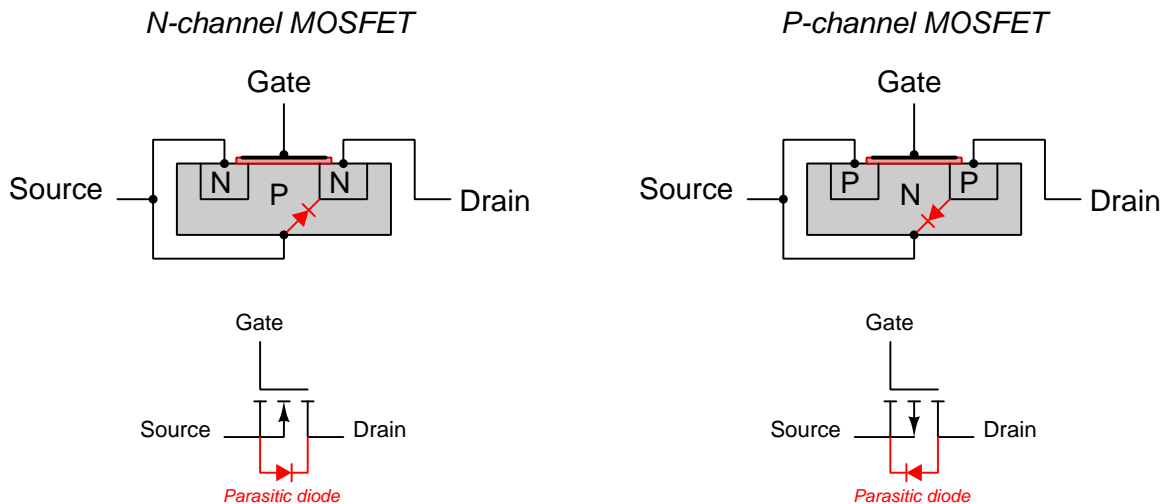 N-channel MOSFET
Gate
Source
N
P
N
Drain
Gate
Source
Drain
Parasitic diode
P-channel MOSFET
Gate
Source
P
N
P
Drain
Gate
Source
Drain
Parasitic diode